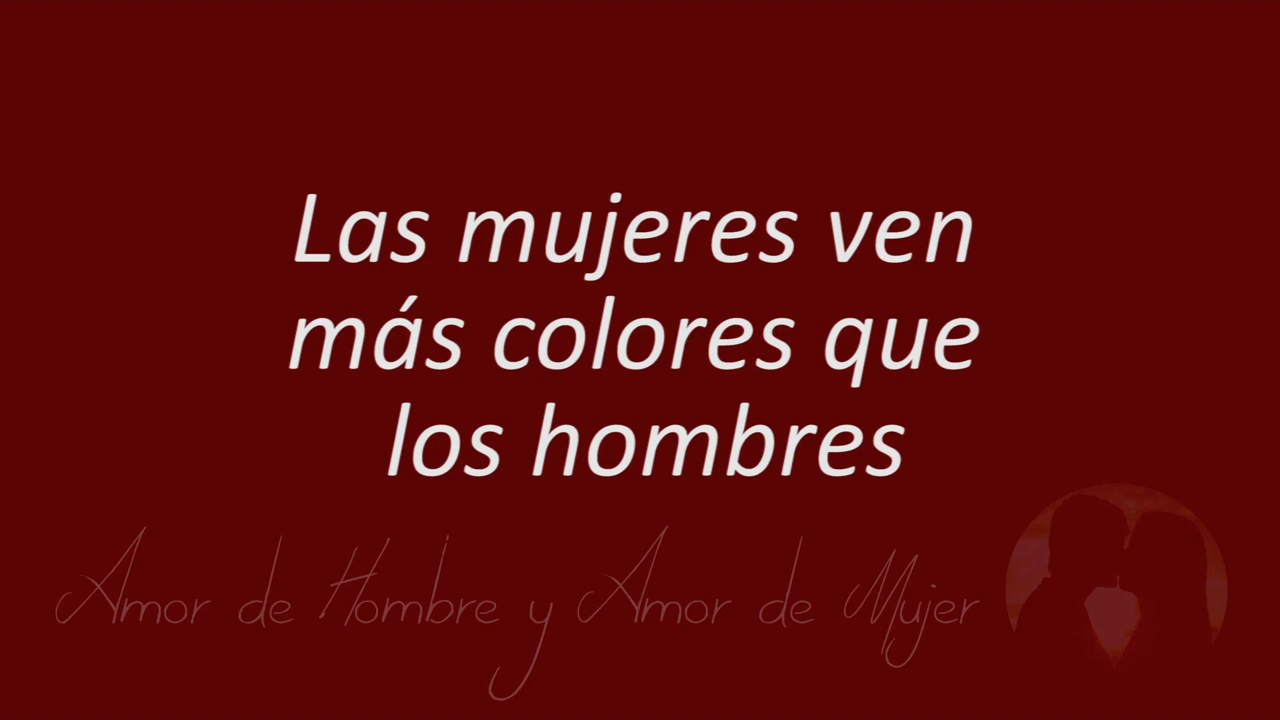 Las mujeres ven
más colores que
los hombres
Amor de Hombre y Amor de Mujer